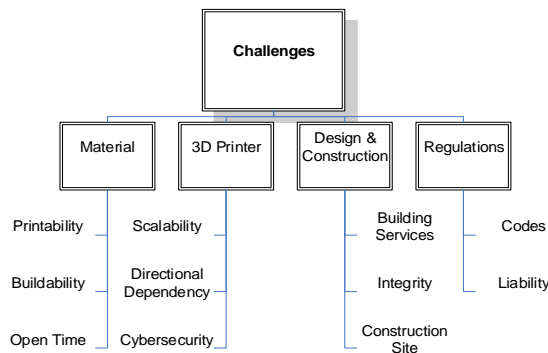 Challenges
Material
3D Printer
Design &
Construction
Regulations
Printability
Buildability
Open Time
Scalability
Directional
Dependency
Cybersecurity
Building
Services
Integrity
Construction
Site
Codes
Liability